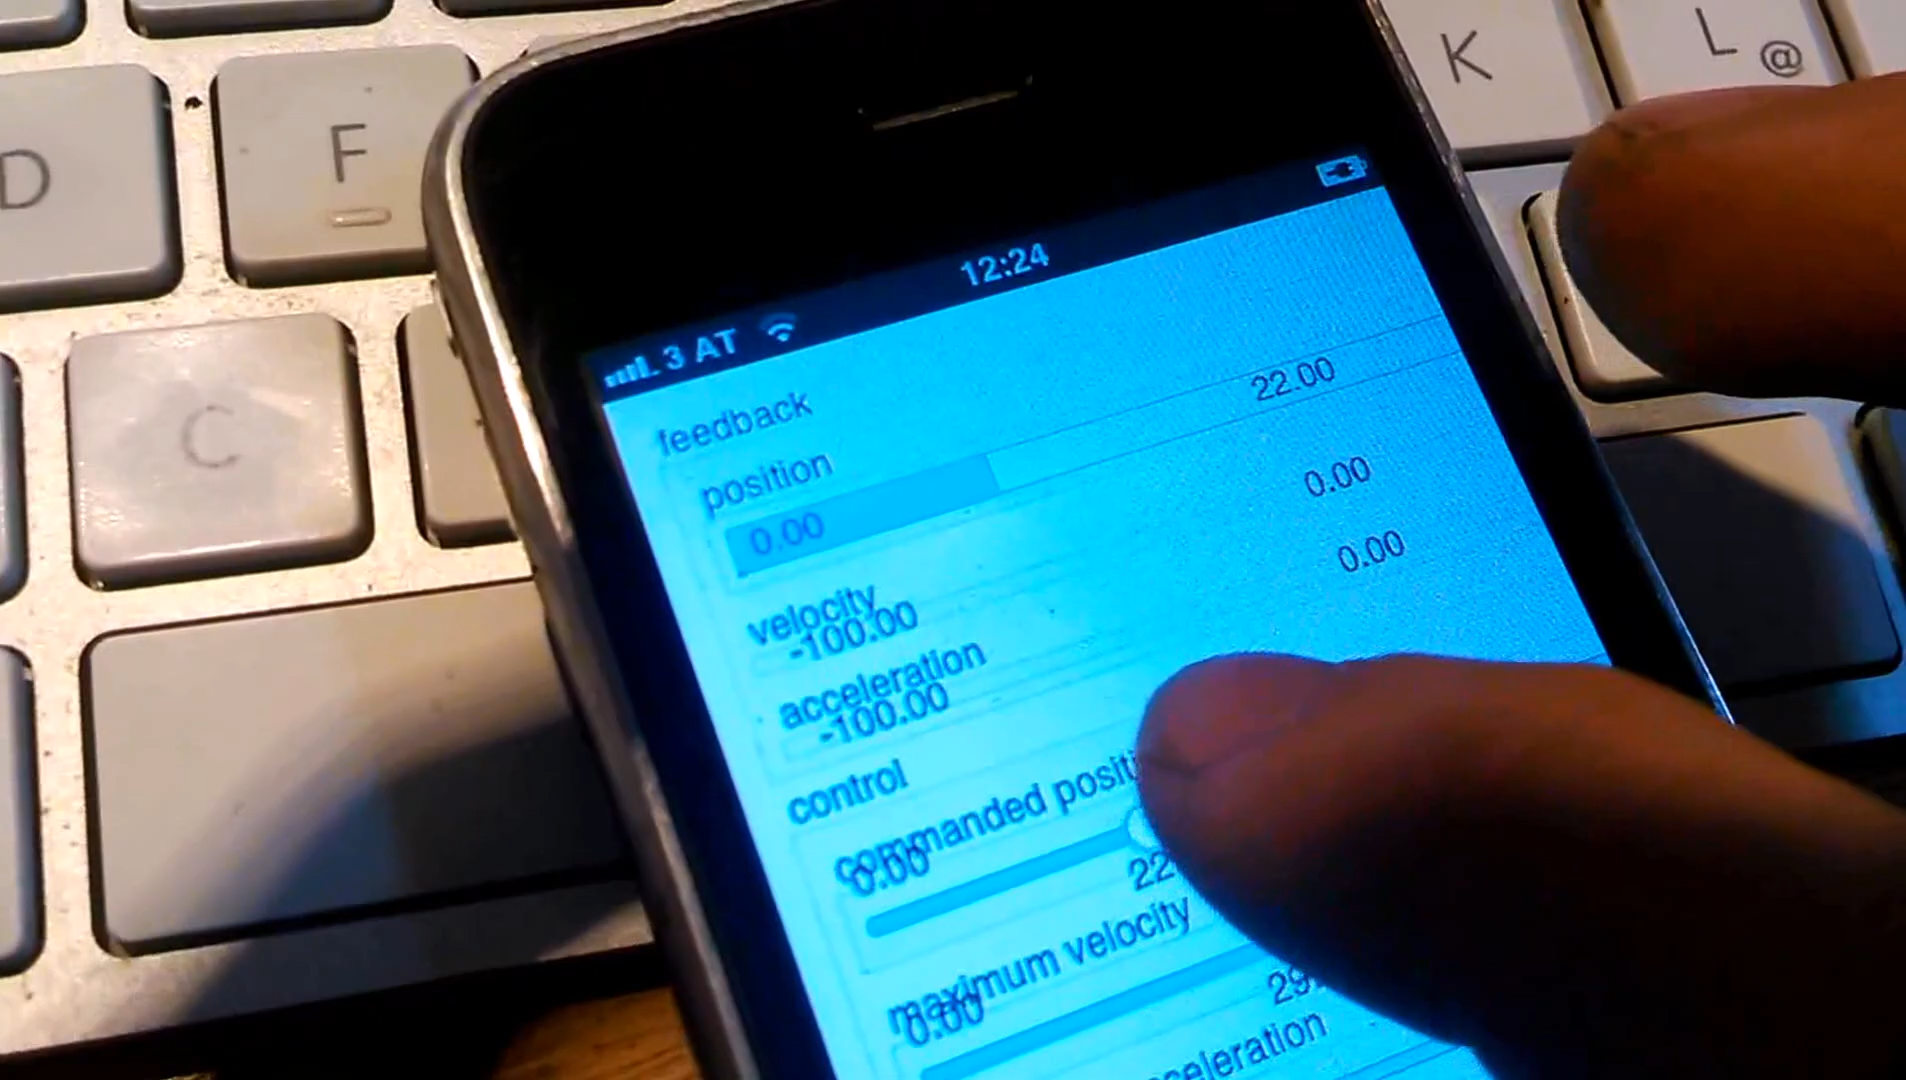 K
L @
D
F
C
12:24
3 AT
feedback
position
22.00
0.00
0.00
velocity
-100.00
0.00
acceleration
-100.00
control
commanded positi
0.00
22
maximum velocity
0.00
29
celeration